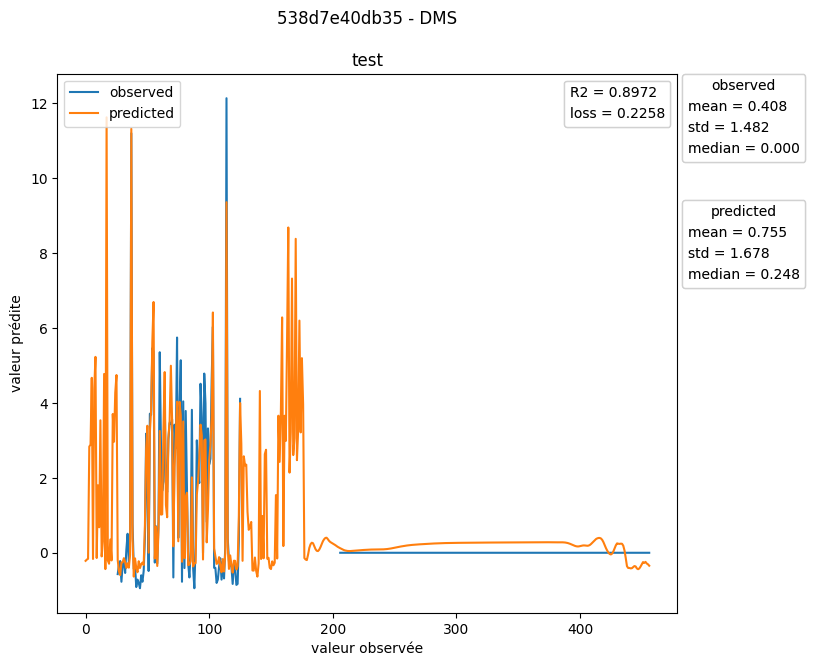 538d7e40db35 - DMS
test
observed
predicted
R2 = 0.8972
loss = 0.2258
observed
mean = 0.408
std = 1.482
median = 0.000
predicted
mean = 0.755
std = 1.678
median = 0.248
valeur prédite
12
10
8
6
4
2
0
0
100
200
300
400
valeur observée